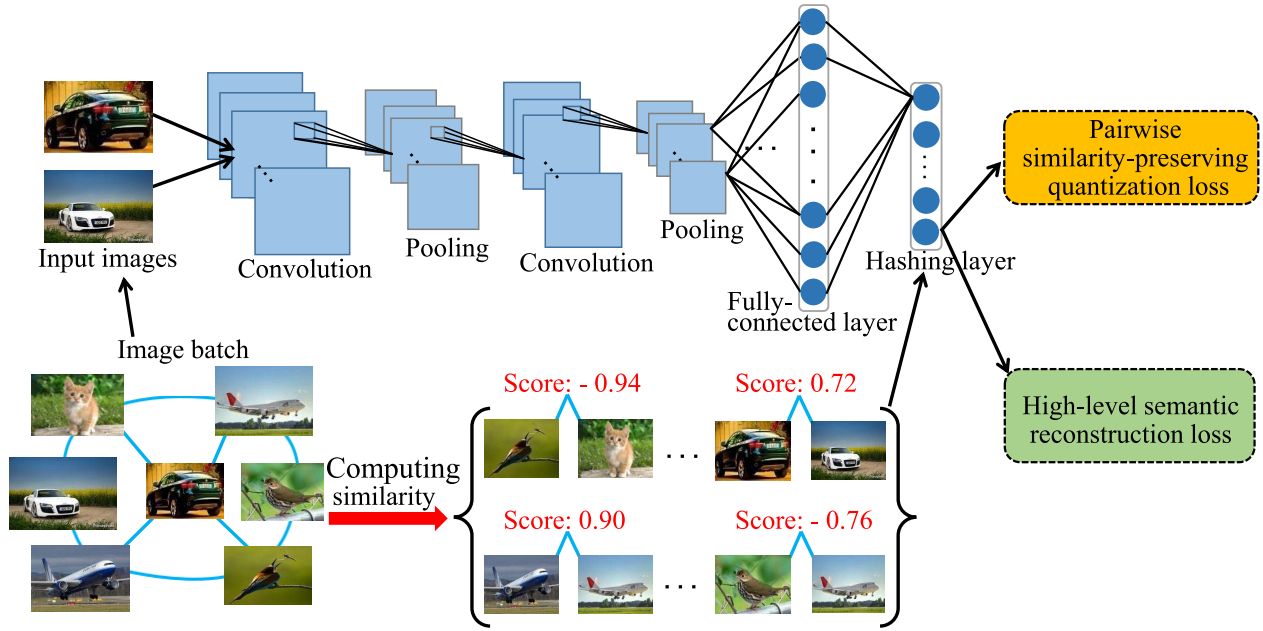 Input images
Convolution
Pooling
Convolution
Pooling
Fully-
connected layer
Hashing layer
Pairwise
similarity-preserving
quantization loss
High-level semantic
reconstruction loss
Image batch
Computing
similarity
Score: - 0.94
Score: 0.72
Score: 0.90
Score: - 0.76